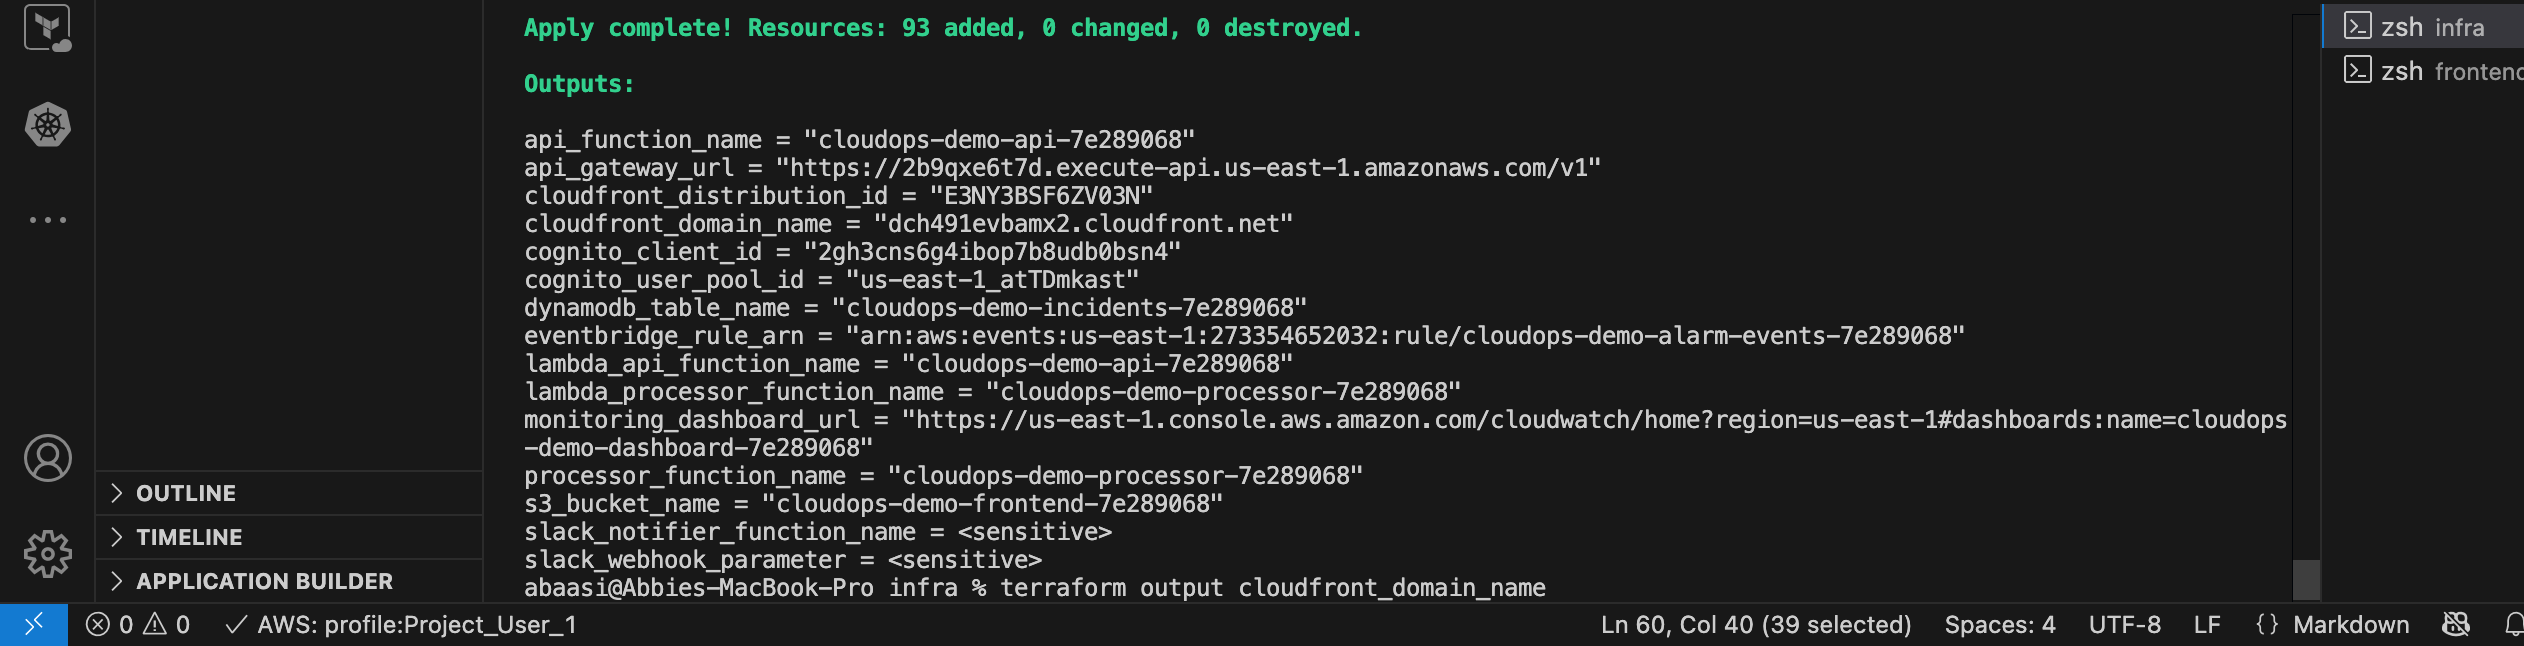 Apply complete! Resources: 93 added, 0 changed, 0 destroyed.
Outputs:
api_function_name = "cloudops-demo-api-7e289068"
api_gateway_url = "https://2b9qxe6t7d.execute-api.us-east-1.amazonaws.com/v1"
cloudfront_distribution_id = "E3NY3BSF6ZV03N"
cloudfront_domain_name = "dch491evbamx2.cloudfront.net"
cognito_client_id = "2gh3cns6g4ibop7b8udb0bsn4"
cognito_user_pool_id = "us-east-1_atTDmkast"
dynamodb_table_name = "cloudops-demo-incidents-7e289068"
eventbridge_rule_arn = "arn:aws:events:us-east-1:273354652032:rule/cloudops-demo-alarm-events-7e289068"
lambda_api_function_name = "cloudops-demo-api-7e289068"
lambda_processor_function_name = "cloudops-demo-processor-7e289068"
monitoring_dashboard_url = "https://us-east-1.console.aws.amazon.com/cloudwatch/home?region=us-east-1#dashboards:name=cloudops
-demo-dashboard-7e289068"
processor_function_name = "cloudops-demo-processor-7e289068"
s3_bucket_name = "cloudops-demo-frontend-7e289068"
slack_notifier_function_name = <sensitive>
slack_webhook_parameter = <sensitive>
abaasi@Abbies-MacBook-Pro infra % terraform output cloudfront_domain_name
zsh infra
zsh frontend
OUTLINE
TIMELINE
APPLICATION BUILDER
0 0 AWS: profile:Project_User_1 Ln 60, Col 40 (39 selected) Spaces: 4 UTF-8 LF {} Markdown